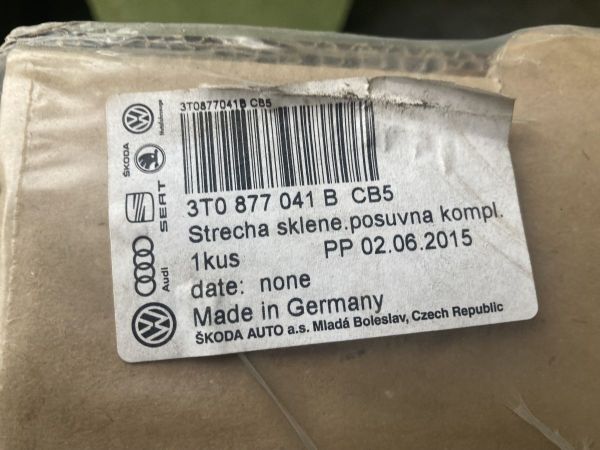 3T0877041B CB5
3T0 877 041 B CB5
Strecha sklene.posuvna kompl.
1kus PP 02.06.2015
date: none
Made in Germany
ŠKODA AUTO a.s. Mladá Boleslav, Czech Republic
Nutzfahrzeuge
ŠKODA
SEAT
Audi